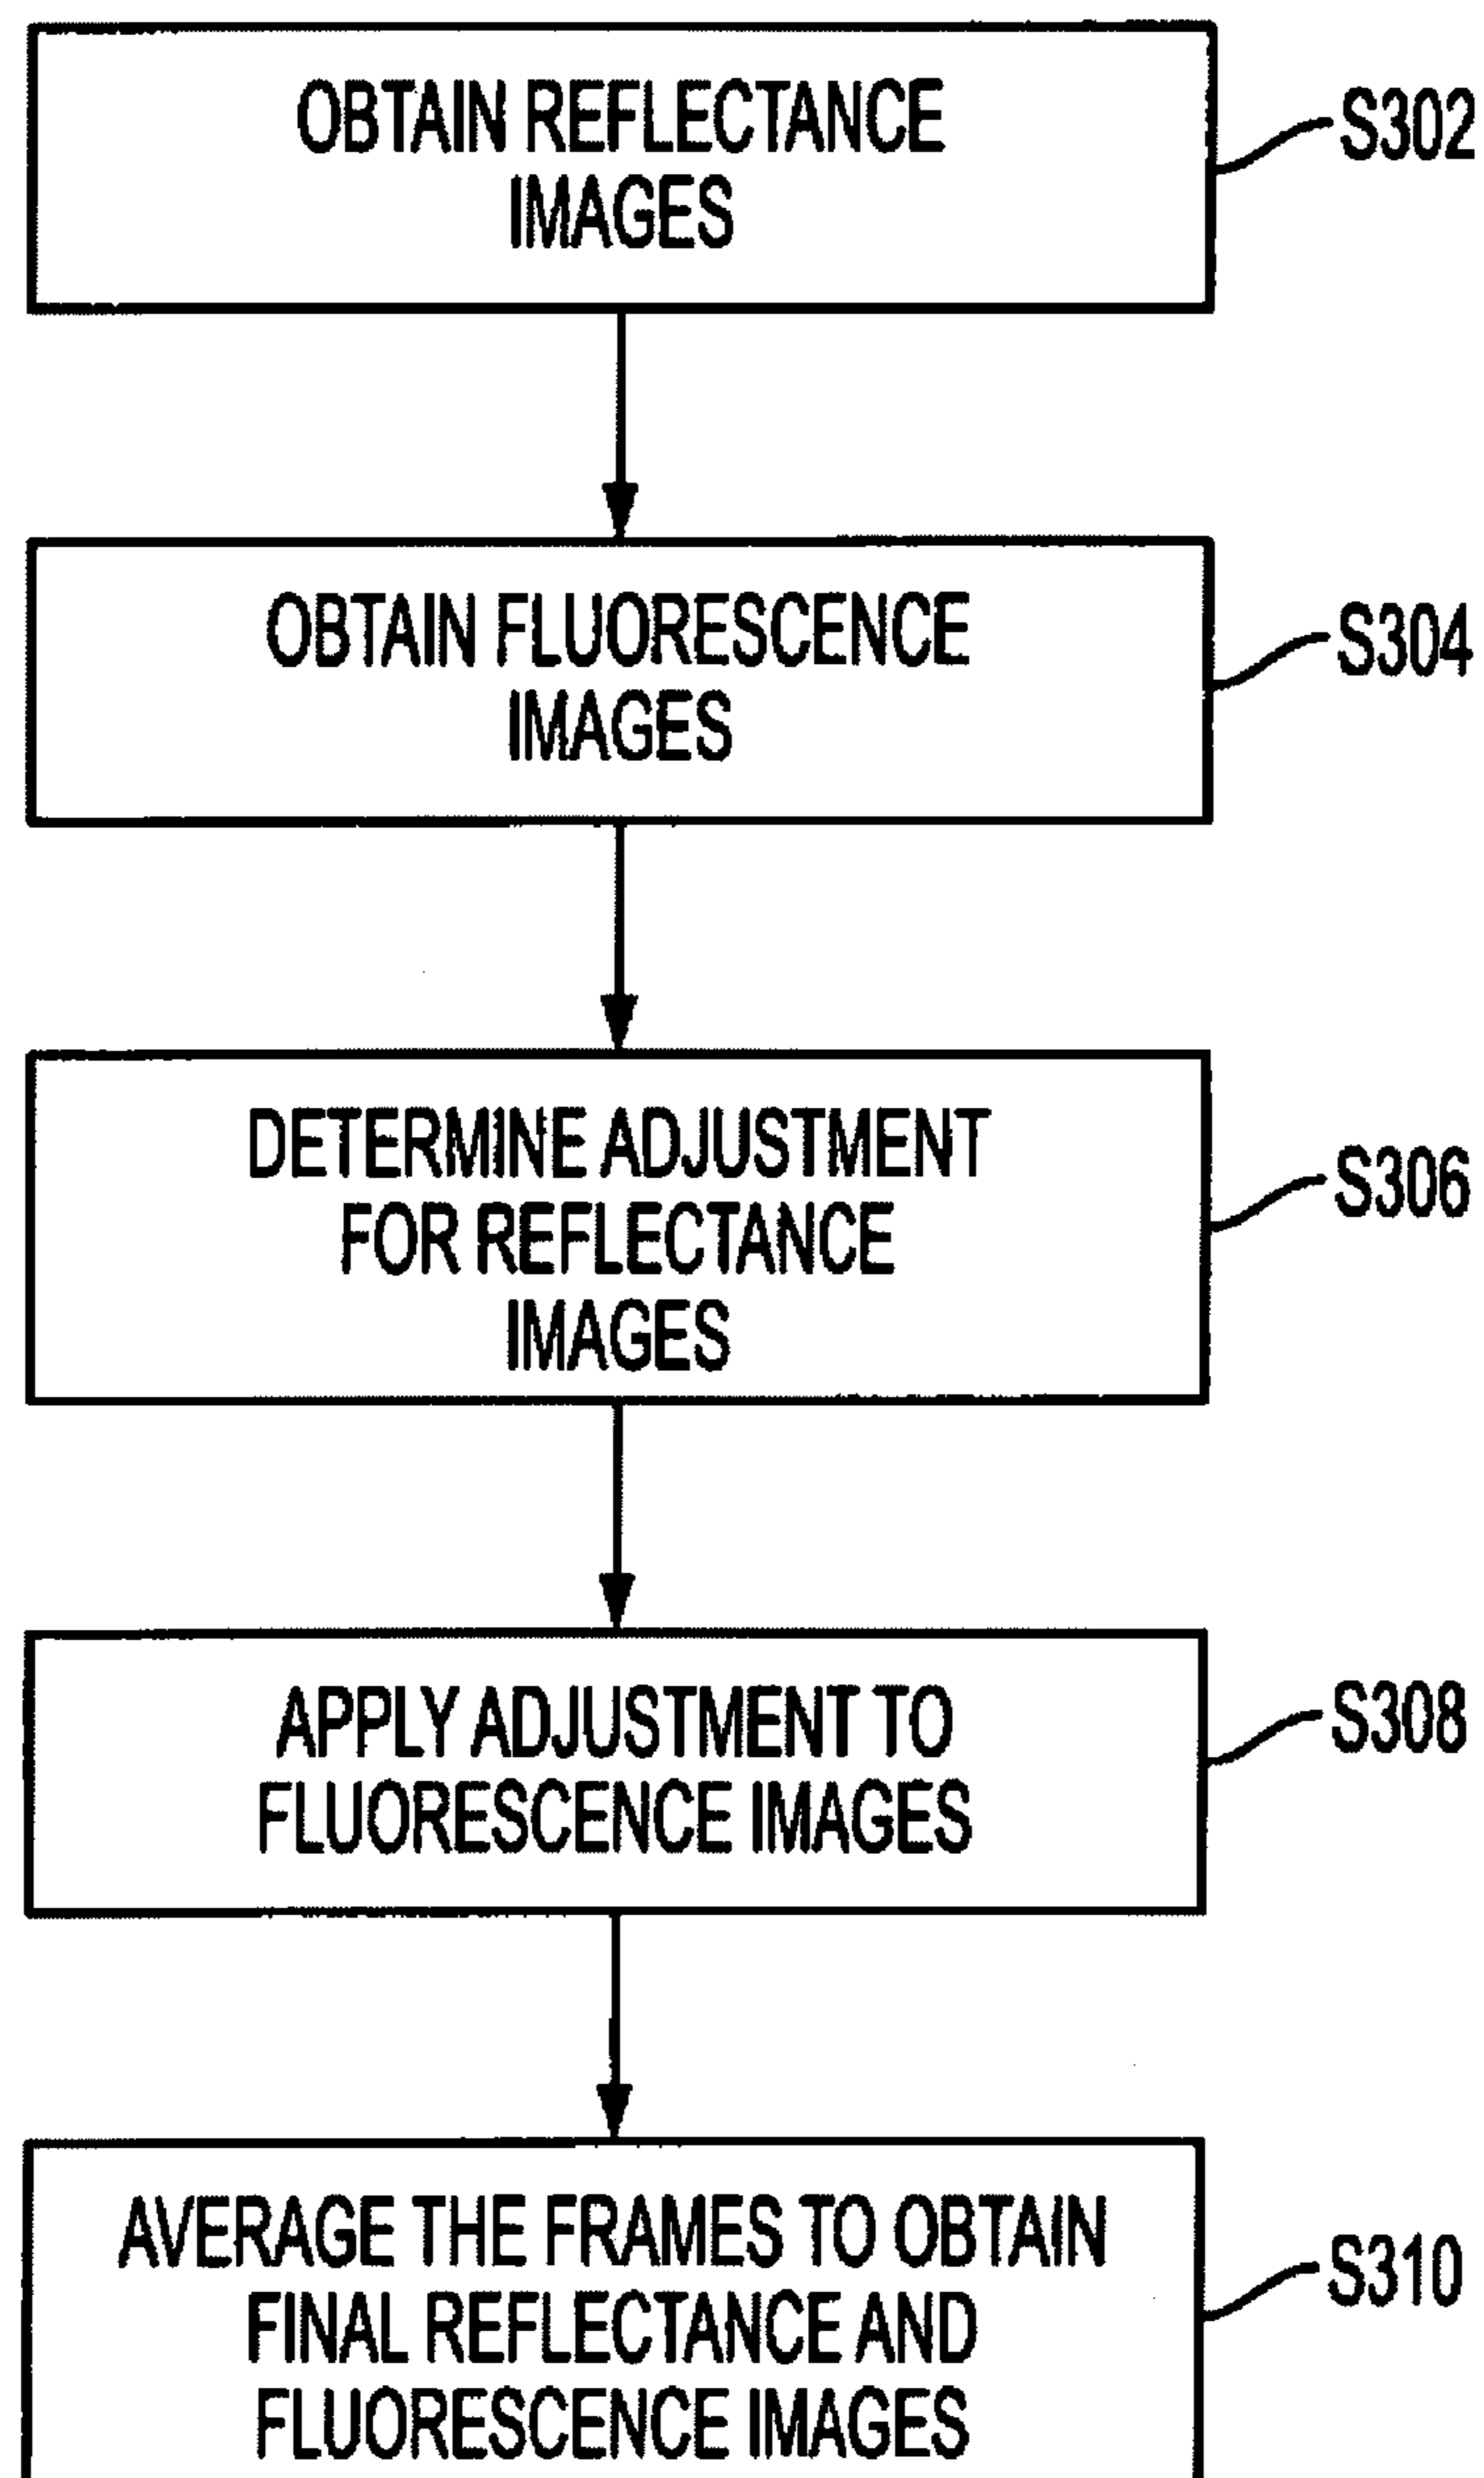 OBTAIN REFLECTANCE
IMAGES
S302
OBTAIN FLUORESCENCE
IMAGES
S304
DETERMINE ADJUSTMENT
FOR REFLECTANCE
IMAGES
S306
APPLY ADJUSTMENT TO
FLUORESCENCE IMAGES
S308
AVERAGE THE FRAMES TO OBTAIN
FINAL REFLECTANCE AND
FLUORESCENCE IMAGES
S310